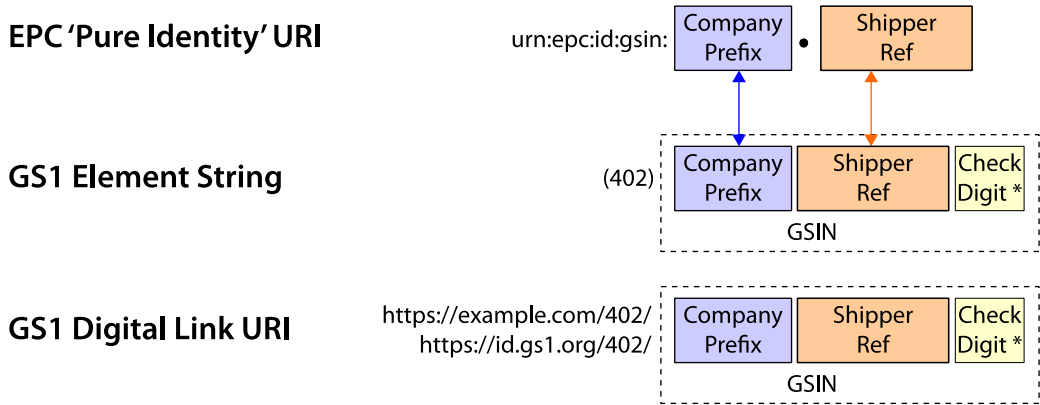 EPC ‘Pure Identity’ URI
urn:epc:id:gsin:
Company
Prefix
•
Shipper
Ref
GS1 Element String
(402)
Company
Prefix
Shipper
Ref
Check
Digit *
GSIN
GS1 Digital Link URI
https://example.com/402/
https://id.gs1.org/402/
Company
Prefix
Shipper
Ref
Check
Digit *
GSIN